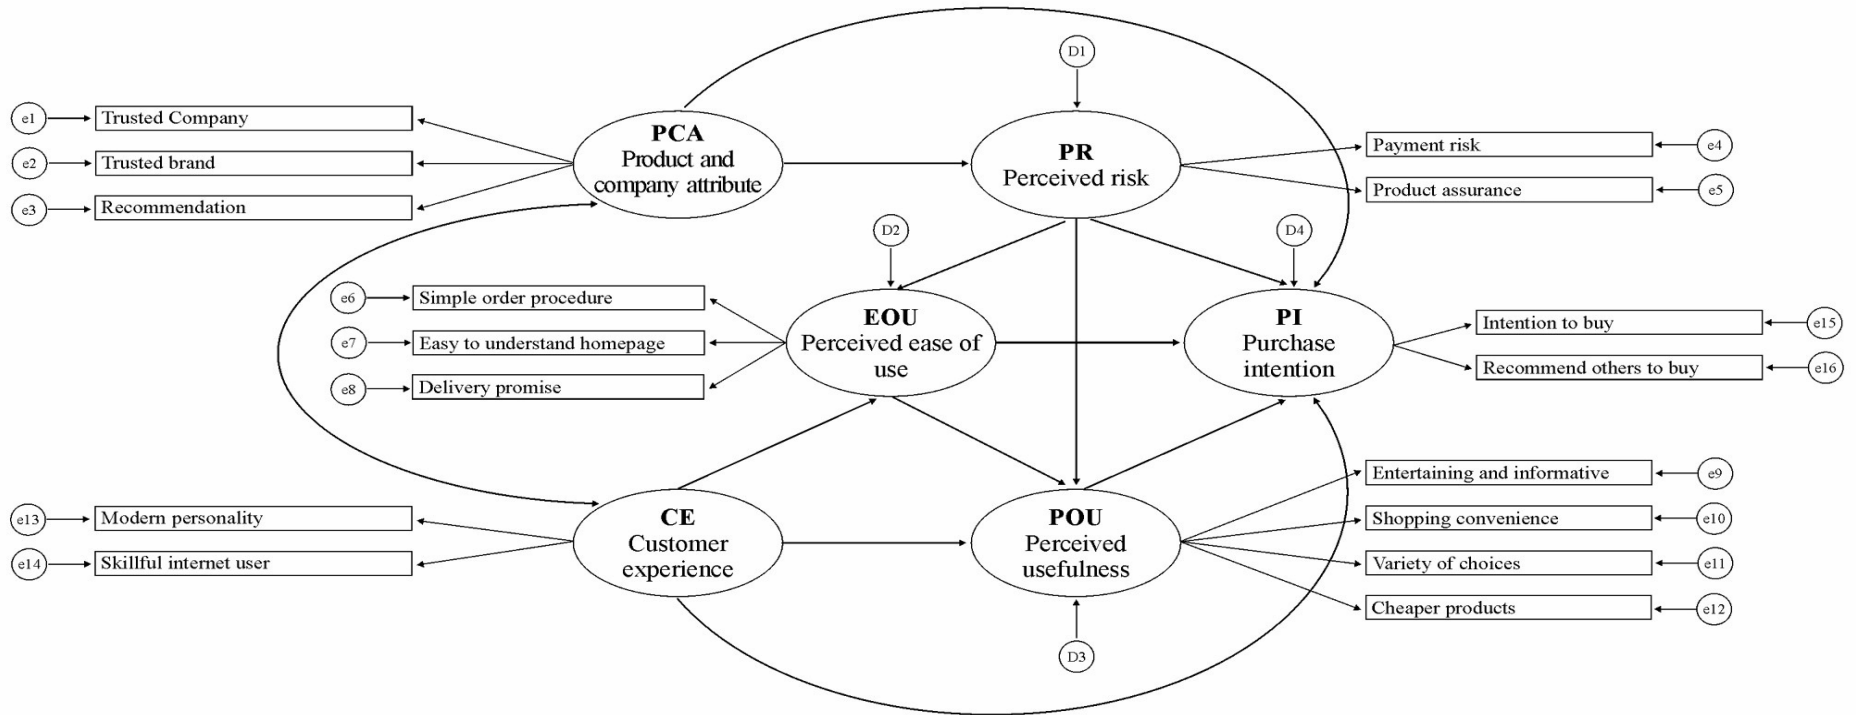 D1
e1
Trusted Company
PCA
Product and
company attribute
PR
Perceived risk
Payment risk
e4
e2
Trusted brand
Product assurance
e5
e3
Recommendation
D2
D4
e6
Simple order procedure
EOU
Perceived ease of
use
PI
Purchase
intention
Intention to buy
e15
e7
Easy to understand homepage
Recommend others to buy
e16
e8
Delivery promise
Entertaining and informative
e9
e13
Modern personality
CE
Customer
experience
POU
Perceived
usefulness
Shopping convenience
e10
e14
Skillful internet user
Variety of choices
e11
Cheaper products
e12
D3